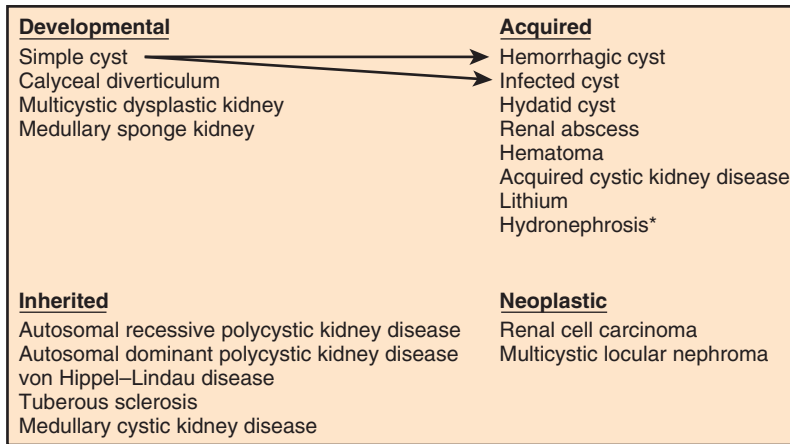 Developmental
Simple cyst
Calyceal diverticulum
Multicystic dysplastic kidney
Medullary sponge kidney
Acquired
Hemorrhagic cyst
Infected cyst
Hydatid cyst
Renal abscess
Hematoma
Acquired cystic kidney disease
Lithium
Hydronephrosis*
Inherited
Autosomal recessive polycystic kidney disease
Autosomal dominant polycystic kidney disease
von Hippel–Lindau disease
Tuberous sclerosis
Medullary cystic kidney disease
Neoplastic
Renal cell carcinoma
Multicystic locular nephroma